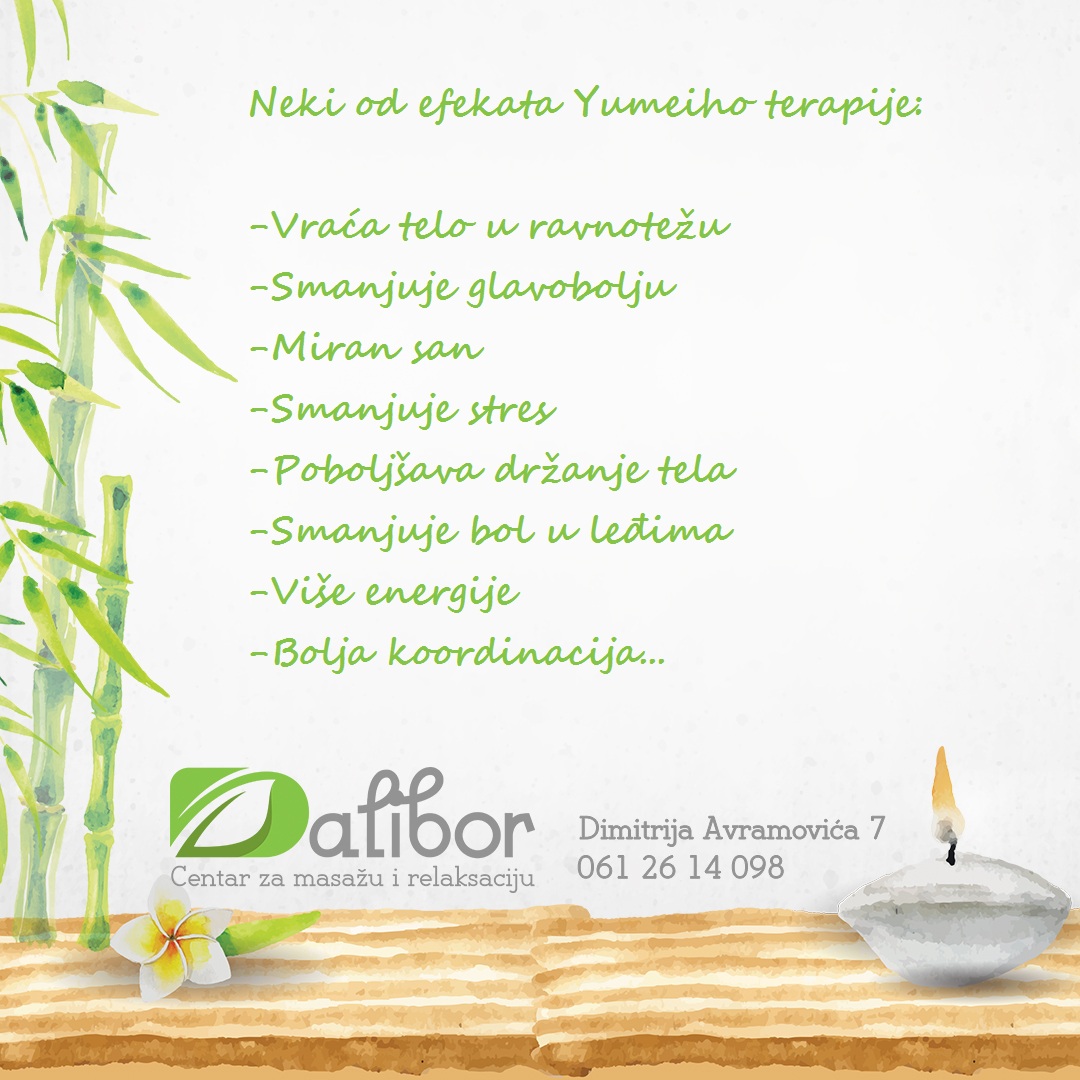 Neki od efekata Yumeiho terapije:
-Vraća telo u ravnotežu
-Smanjuje glavobolju
-Miran san
-Smanjuje stres
-Poboljšava držanje tela
-Smanjuje bol u leđima
-Više energije
-Bolja koordinacija...
Dalibor
Centar za masažu i relaksaciju
Dimitrija Avramovića 7
061 26 14 098